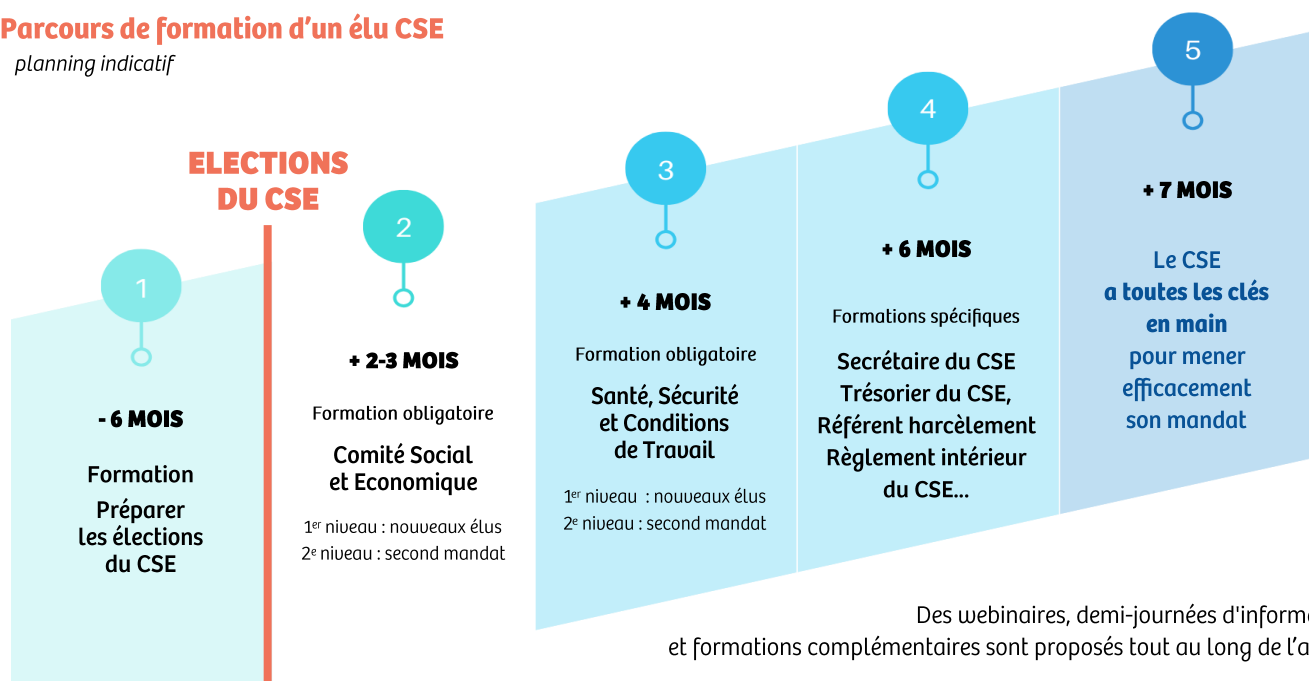 Parcours de formation d'un élu CSE
planning indicatif
ELECTIONS
DU CSE
1
- 6 MOIS
Formation
Préparer
les élections
du CSE
2
+ 2-3 MOIS
Formation obligatoire
Comité Social
et Economique
1er niveau : nouveaux élus
2e niveau : second mandat
3
+ 4 MOIS
Formation obligatoire
Santé, Sécurité
et Conditions
de Travail
1er niveau : nouveaux élus
2e niveau : second mandat
4
+ 6 MOIS
Formations spécifiques
Secrétaire du CSE
Trésorier du CSE,
Référent harcèlement
Règlement intérieur
du CSE...
5
+ 7 MOIS
Le CSE
a toutes les clés
en main
pour mener
efficacement
son mandat
Des webinaires, demi-journées
et formations complémentaires sont proposés tout au long de